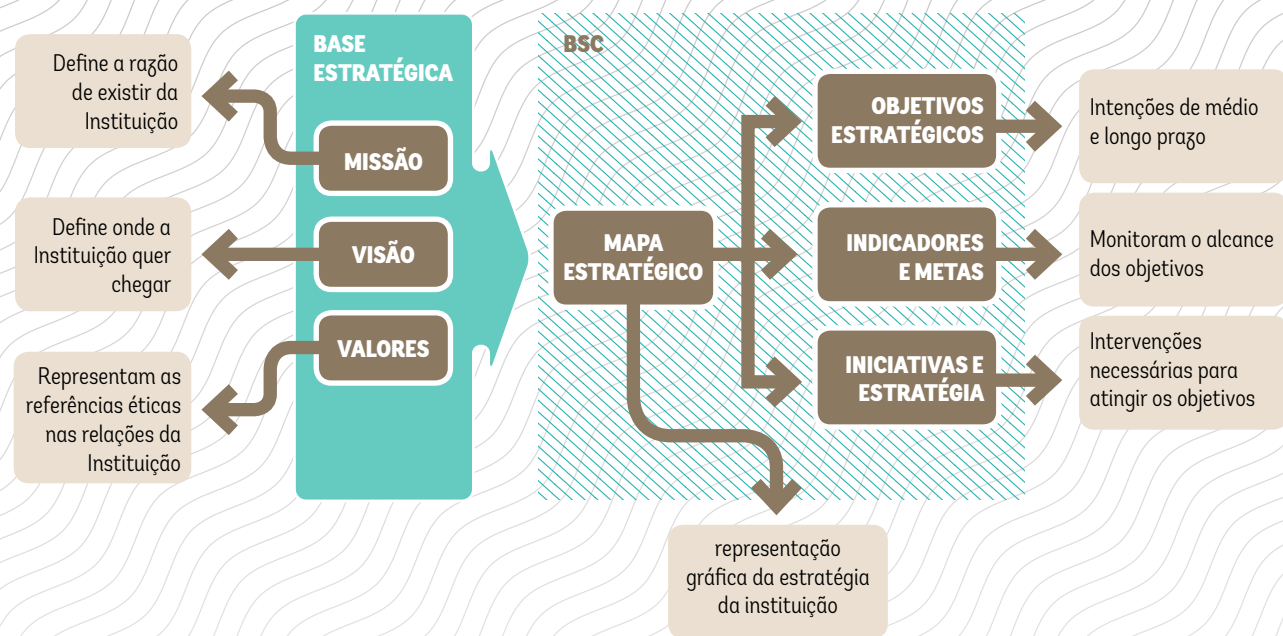 Define a razão
de existir da
Instituição
Define onde a
Instituição quer
chegar
Representam as
referências éticas
nas relações da
Instituição
BASE
ESTRATÉGICA
MISSÃO
VISÃO
VALORES
BSC
MAPA
ESTRATÉGICO
OBJETIVOS
ESTRATÉGICOS
INDICADORES
E METAS
INICIATIVAS E
ESTRATÉGIA
Intenções de médio
e longo prazo
Monitoram o alcance
dos objetivos
Intervenções
necessárias para
atingir os objetivos
representação
gráfica da estratégia
da instituição